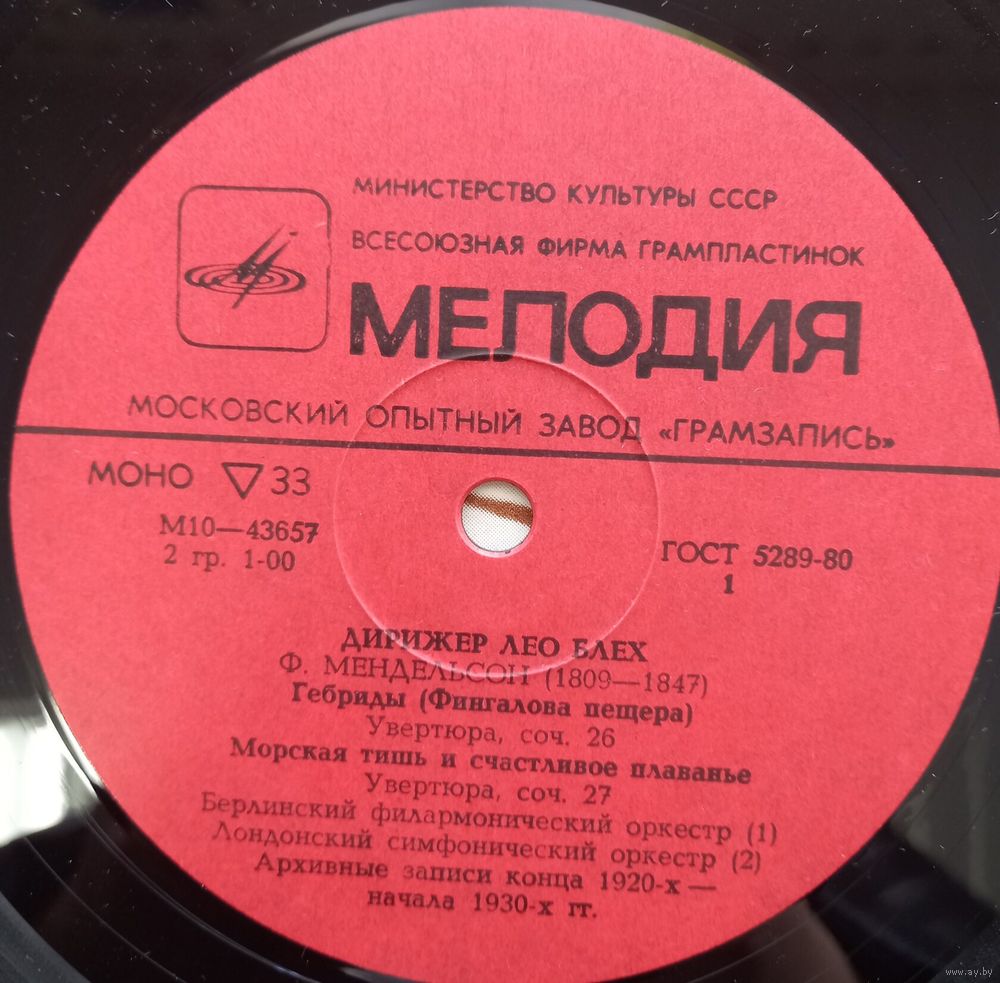 МИНИСТЕРСТВО КУЛЬТУРЫ СССР
ВСЕСОЮЗНАЯ ФИРМА ГРАМПЛАСТИНОК
МЕЛОДИЯ
МОСКОВСКИЙ ОПЫТНЫЙ ЗАВОД «ГРАМЗАПИСЬ»
МОНО ▽ 33
М10—43657
2 гр. 1-00
ГОСТ 5289-80
1
ДИРИЖЕР ЛЕО БЛЕХ
Ф. МЕНДЕЛЬСОН (1809—1847)
Гебриды (Фингалова пещера)
Увертюра, соч. 26
Морская тишь и счастливое плаванье
Увертюра, соч. 27
Берлинский филармонический оркестр (1)
Лондонский симфонический оркестр (2)
Архивные записи конца 1920-х —
начала 1930-х гг.
www.ay.by